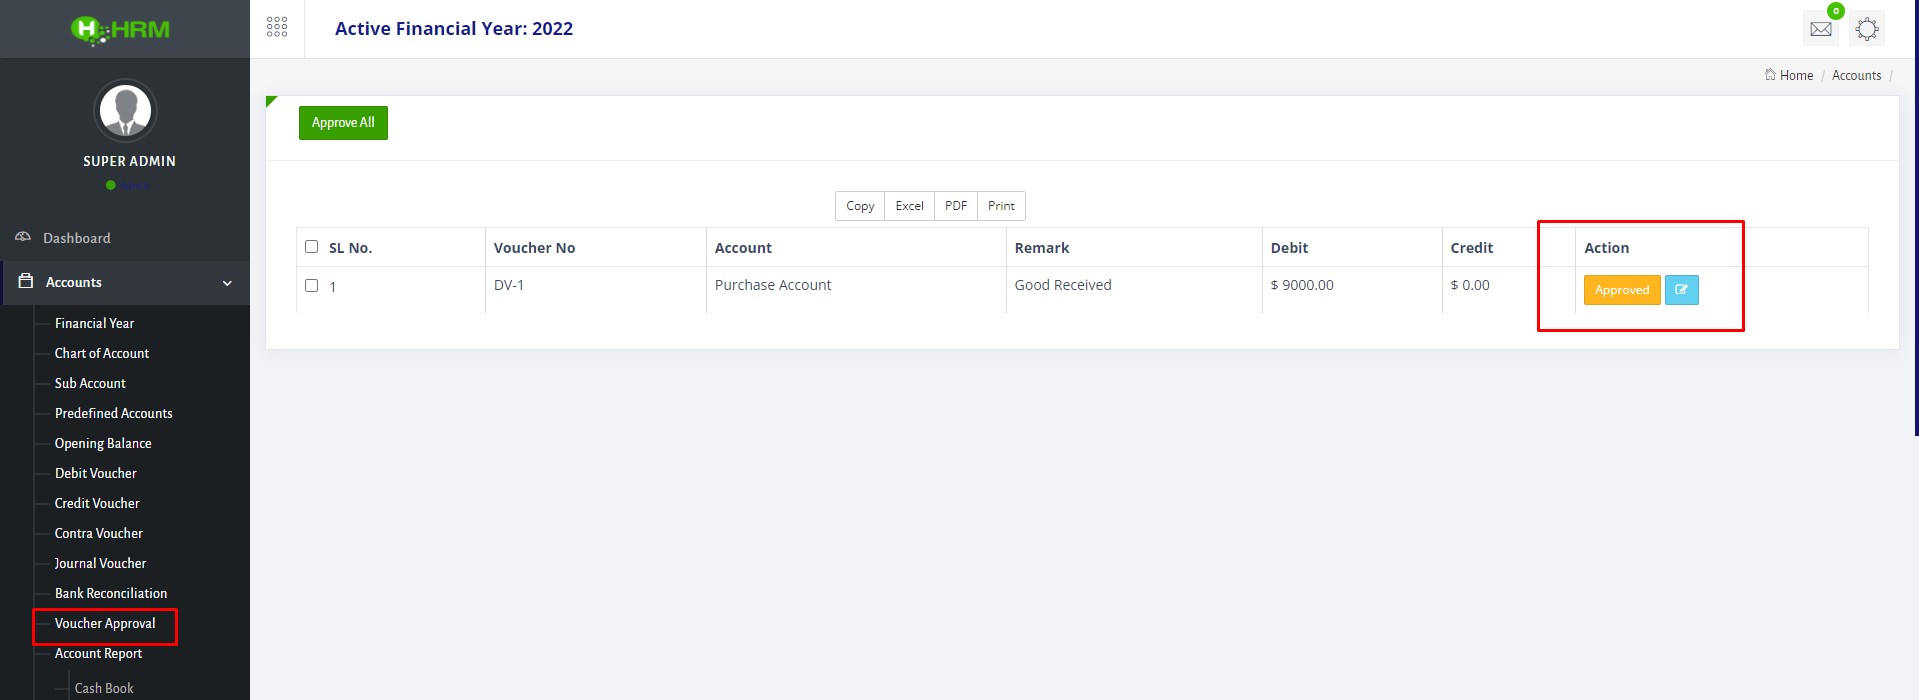 HRM
Active Financial Year: 2022
0
Home / Accounts /
SUPER ADMIN
Approve All
Copy Excel PDF Print
SL No. Voucher No Account Remark Debit Credit Action
1 DV-1 Purchase Account Good Received $ 9000.00 $ 0.00 Approved
Dashboard
Accounts
Financial Year
Chart of Account
Sub Account
Predefined Accounts
Opening Balance
Debit Voucher
Credit Voucher
Contra Voucher
Journal Voucher
Bank Reconciliation
Voucher Approval
Account Report
Cash Book